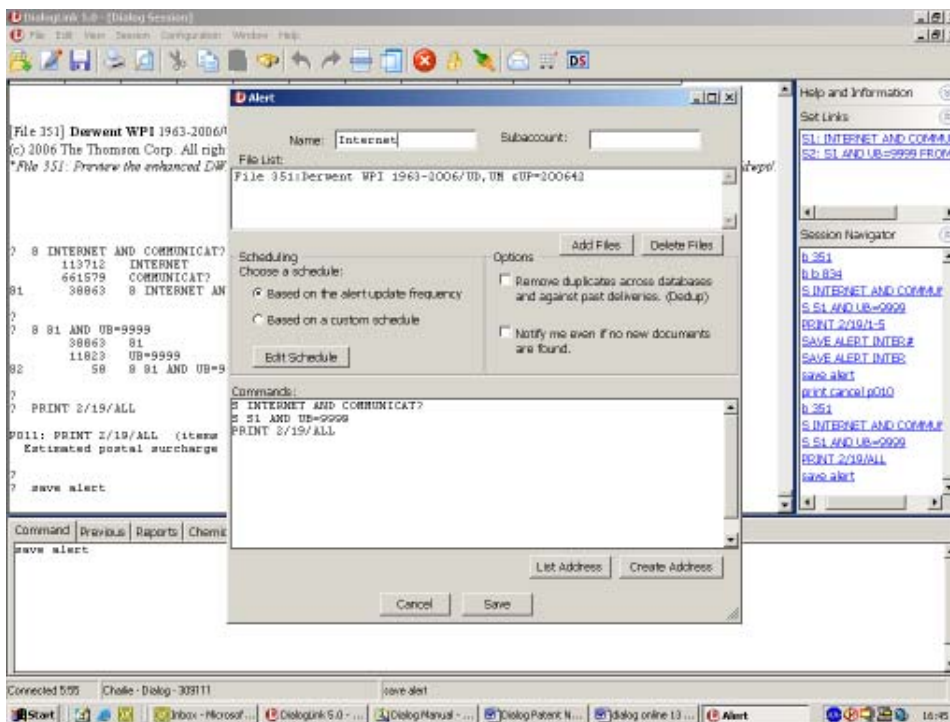 DialogLink 5.0 - [Dialog Session]
File Edit View Session Configuration Window Help
DS
[File 351] Derwent WPI 1963-2006/
(c) 2006 The Thomson Corp. All righ
*File 351: Preview the enhanced DW
dwpi/.
? S INTERNET AND COMMUNICAT?
113712 INTERNET
661579 COMMUNICAT?
S1 38863 S INTERNET AN
?
? S S1 AND UB=9999
38863 S1
11823 UB=9999
S2 58 S S1 AND UB=9
?
? PRINT 2/19/ALL
P011: PRINT 2/19/ALL (items
Estimated postal surcharge
?
? save alert
Alert
Name: Internet
Subaccount:
File List:
File 351:Derwent WPI 1963-2006/UD,UM &UP=200642
Add Files
Delete Files
Scheduling
Choose a schedule:
Based on the alert update frequency
Based on a custom schedule
Edit Schedule
Options
Remove duplicates across databases
and against past deliveries. (Dedup)
Notify me even if no new documents
are found.
Commands:
S INTERNET AND COMMUNICAT?
S S1 AND UB=9999
PRINT 2/19/ALL
List Address
Create Address
Cancel
Save
Help and Information
Set Links
S1: INTERNET AND COMMU
S2: S1 AND UB=9999 FROM
Session Navigator
b 351
b b 834
S INTERNET AND COMMUN
S S1 AND UB=9999
PRINT 2/19/1-5
SAVE ALERT INTER#
SAVE ALERT INTER
save alert
print cancel p010
b 351
S INTERNET AND COMMUN
S S1 AND UB=9999
PRINT 2/19/ALL
save alert
Command Previous Reports Chemic
save alert
Connected 5:55
Challe - Dialog - 309111
save alert
Start
Inbox - Microsof...
DialogLink 5.0 - ...
Dialog Manual - ...
Dialog Patent N...
dialog online 13...
Alert